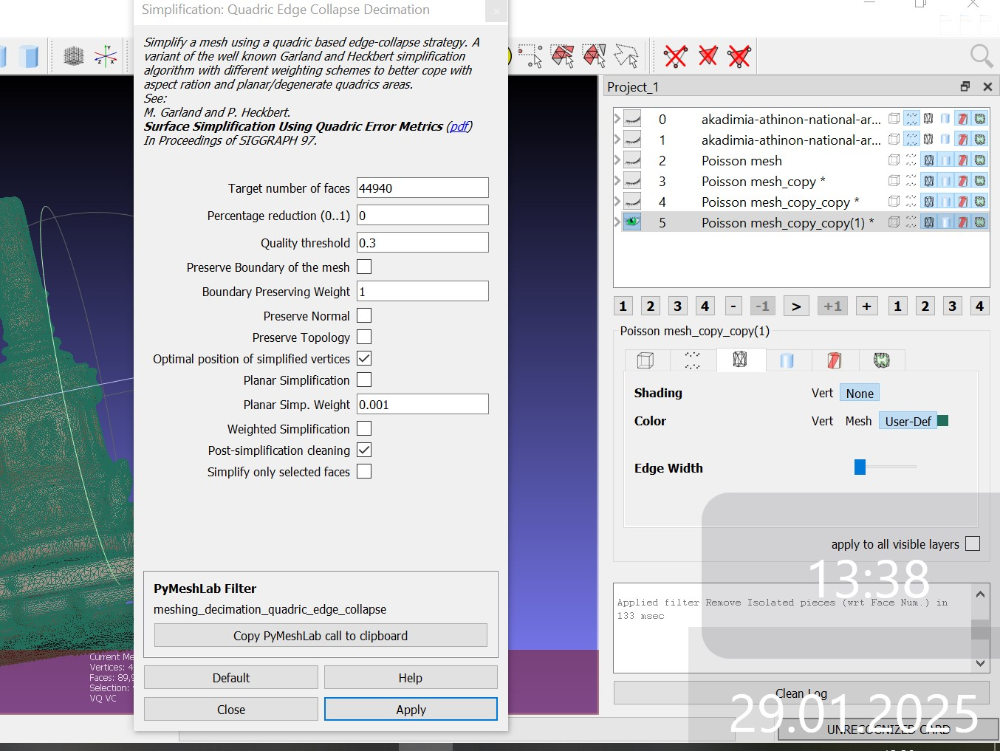 Simplification: Quadric Edge Collapse Decimation
Simplify a mesh using a quadric based edge-collapse strategy. A
variant of the well known Garland and Heckbert simplification
algorithm with different weighting schemes to better cope with
aspect ration and planar/degenerate quadrics areas.
See:
M. Garland and P. Heckbert.
Surface Simplification Using Quadric Error Metrics (pdf)
In Proceedings of SIGGRAPH 97.
Target number of faces 44940
Percentage reduction (0..1) 0
Quality threshold 0.3
Preserve Boundary of the mesh
Boundary Preserving Weight 1
Preserve Normal
Preserve Topology
Optimal position of simplified vertices
Planar Simplification
Planar Simp. Weight 0.001
Weighted Simplification
Post-simplification cleaning
Simplify only selected faces
PyMeshLab Filter
meshing_decimation_quadric_edge_collapse
Copy PyMeshLab call to clipboard
Default Help
Close Apply
Current Me
Vertices: 4
Faces: 89,9
Selection:
VQ VC
Project_1
0 akadimia-athinon-national-ar...
1 akadimia-athinon-national-ar...
2 Poisson mesh
3 Poisson mesh_copy *
4 Poisson mesh_copy_copy *
5 Poisson mesh_copy_copy(1) *
1 2 3 4 - -1 > +1 + 1 2 3 4
Poisson mesh_copy_copy(1)
Shading Vert None
Color Vert Mesh User-Def
Edge Width
apply to all visible layers
13:38
Applied filter Remove Isolated pieces (wrt Face Num.) in
133 msec
Clean Log
29.01.2025
UNRECOGNIZED CARD